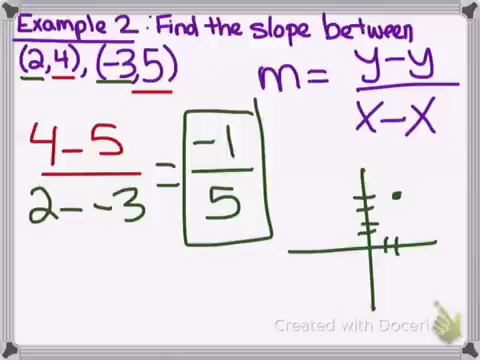 Example 2: Find the slope between
(2,4), (-3,5)
m = y-y
x-x
4-5
2--3
=
-1
5
Created with Doceri